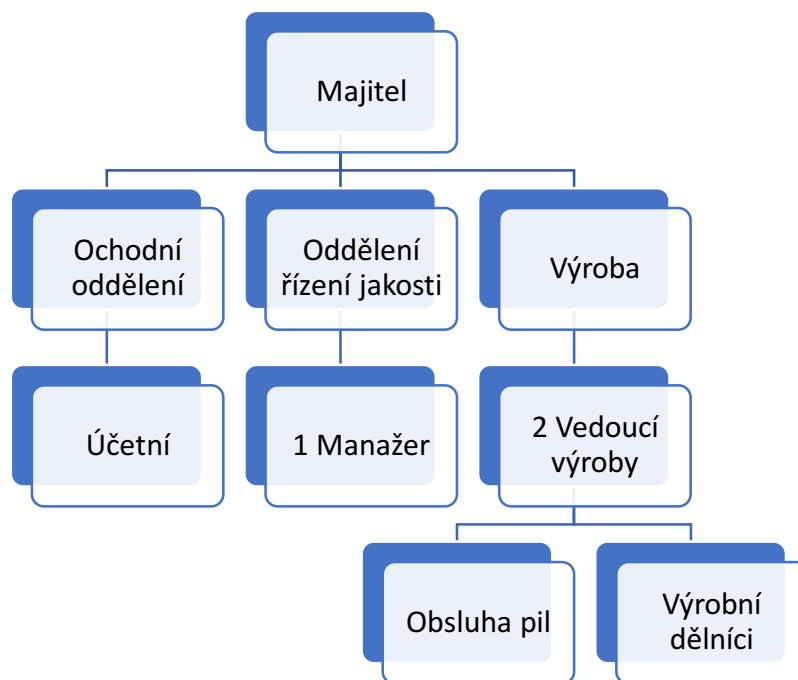 Majitel
Ochodní
oddělení
Oddělení
řízení jakosti
Výroba
Účetní
1 Manažer
2 Vedoucí
výroby
Obsluha pil
Výrobní
dělníci